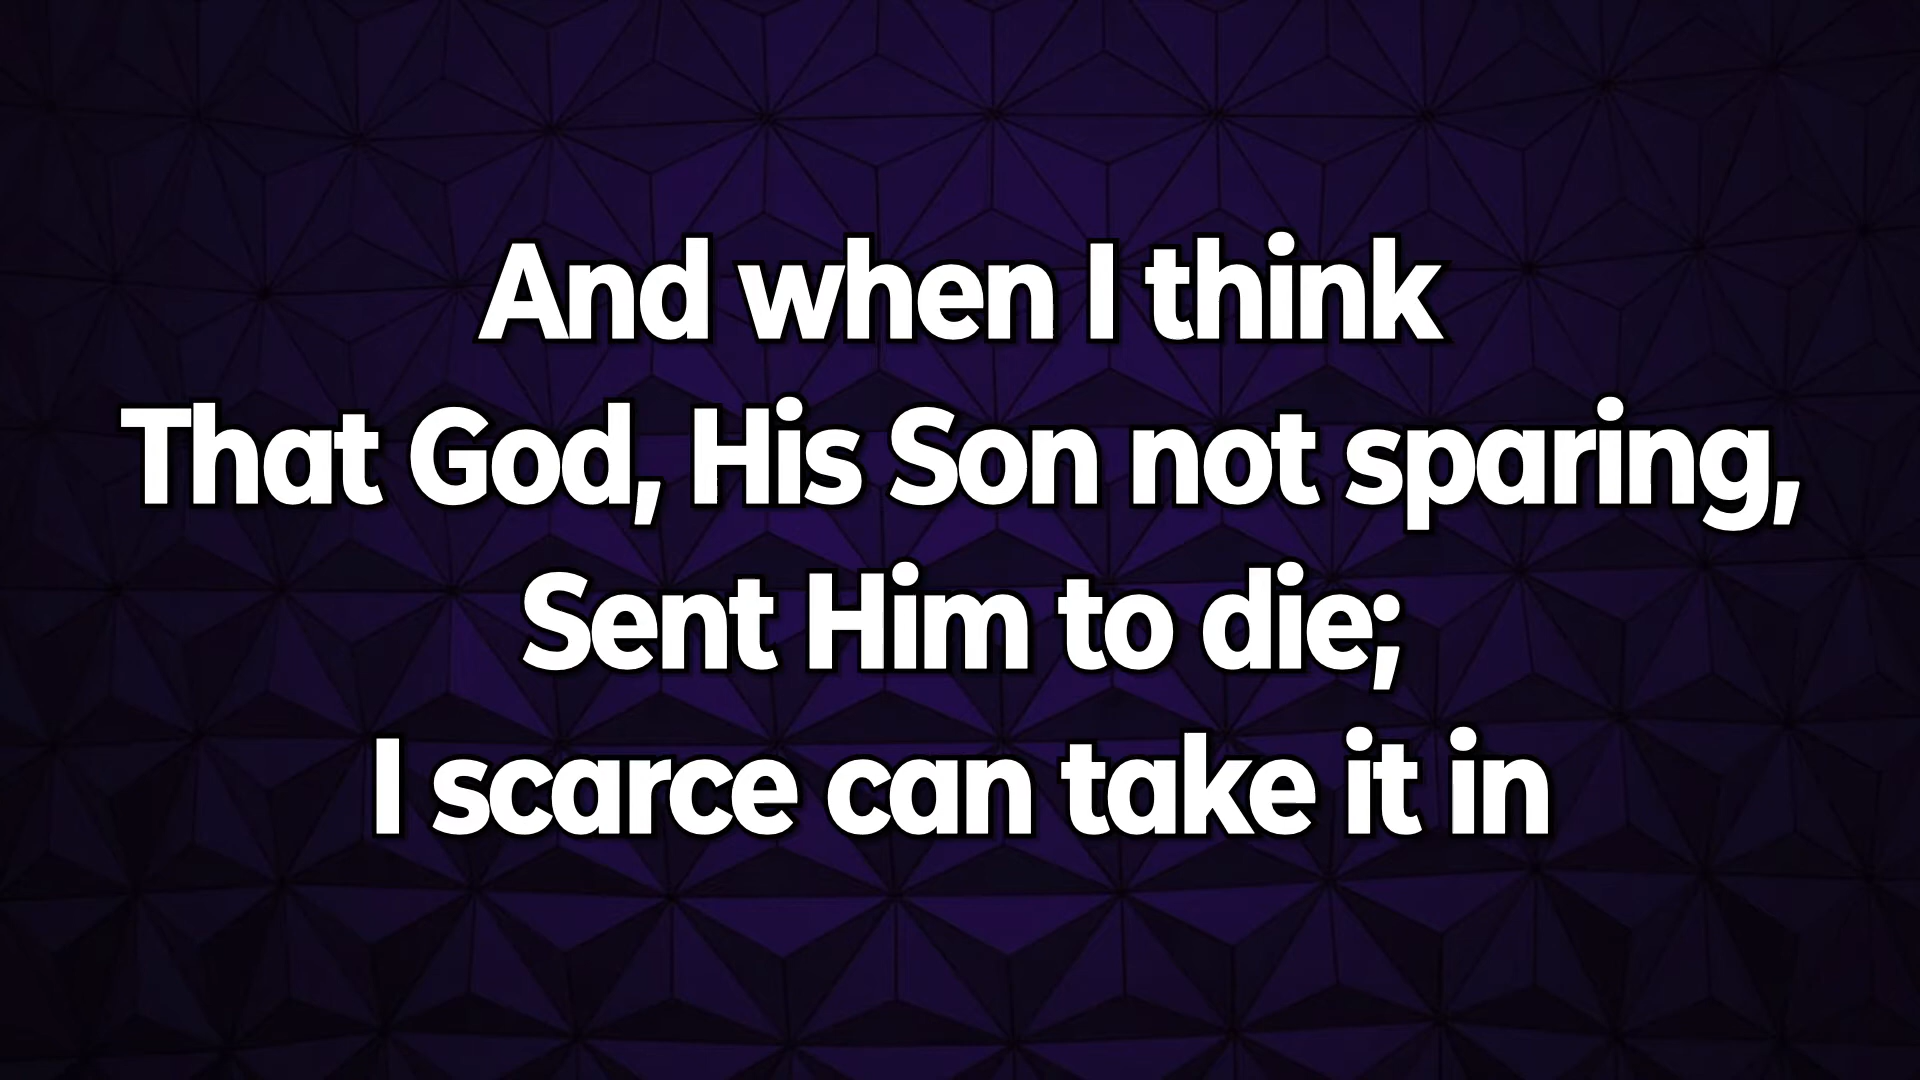 And when I think
That God, His Son not sparing,
Sent Him to die;
I scarce can take it in